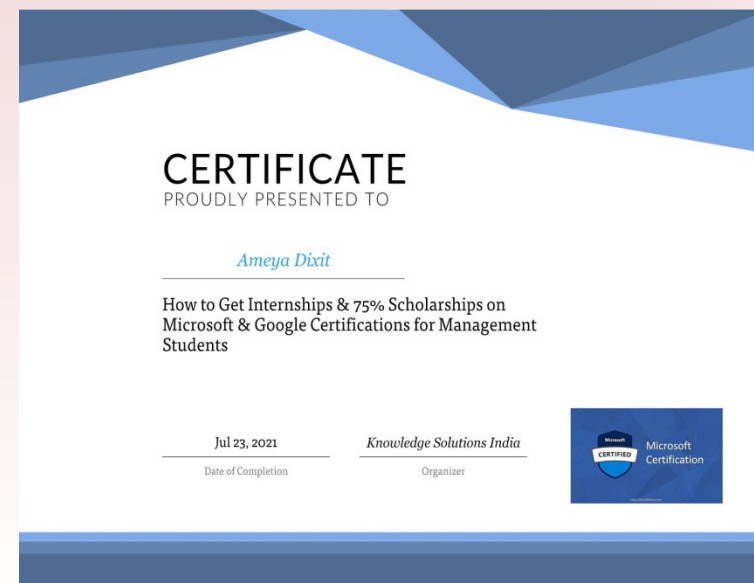 CERTIFICATE
PROUDLY PRESENTED TO
Ameya Dixit
How to Get Internships & 75% Scholarships on
Microsoft & Google Certifications for Management
Students
Jul 23, 2021
Date of Completion
Knowledge Solutions India
Organizer
Microsoft
CERTIFIED
Microsoft
Certification